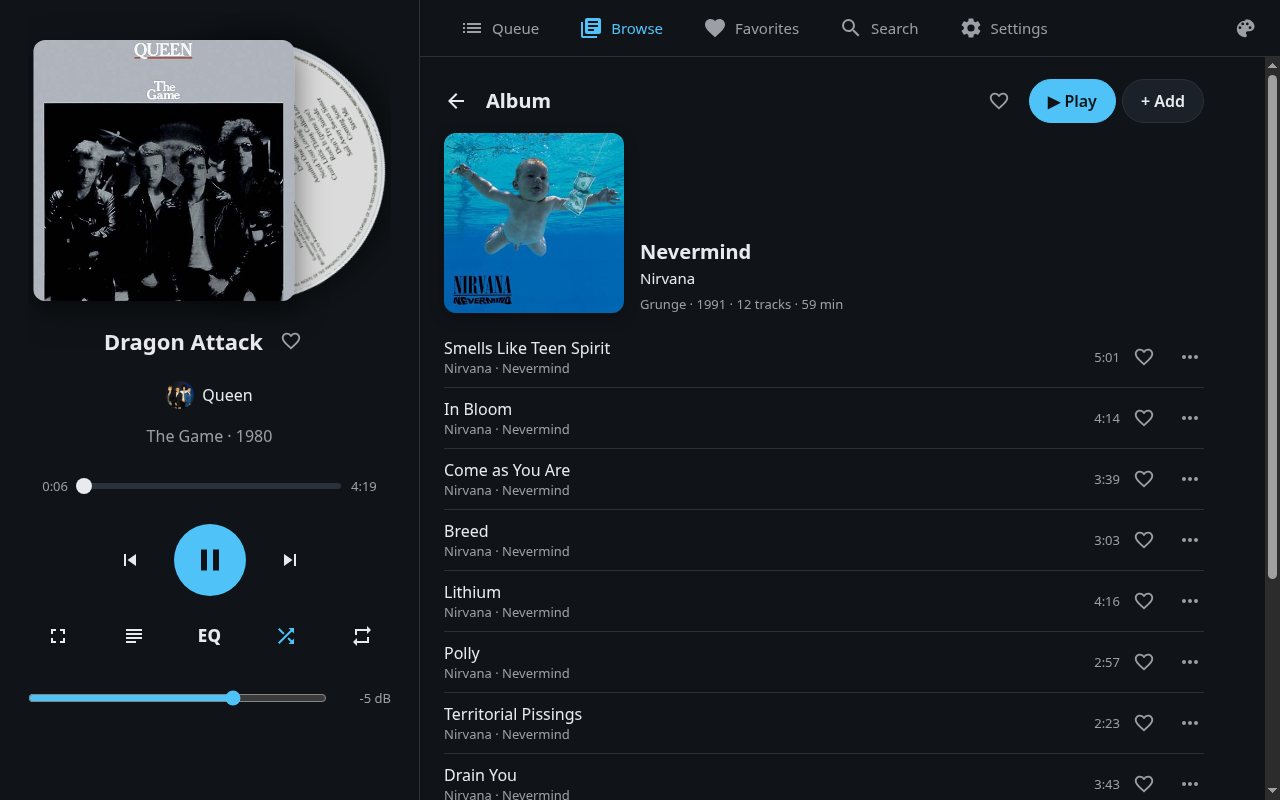 Queue
Browse
Favorites
Search
Settings
QUEEN
The
Game
Dragon Attack
Queen
The Game · 1980
0:06
4:19
EQ
-5 dB
Album
▶ Play
+ Add
NIRVANA
NEVERMIND
Nevermind
Nirvana
Grunge · 1991 · 12 tracks · 59 min
Smells Like Teen Spirit
Nirvana · Nevermind
5:01
In Bloom
Nirvana · Nevermind
4:14
Come as You Are
Nirvana · Nevermind
3:39
Breed
Nirvana · Nevermind
3:03
Lithium
Nirvana · Nevermind
4:16
Polly
Nirvana · Nevermind
2:57
Territorial Pissings
Nirvana · Nevermind
2:23
Drain You
Nirvana · Nevermind
3:43